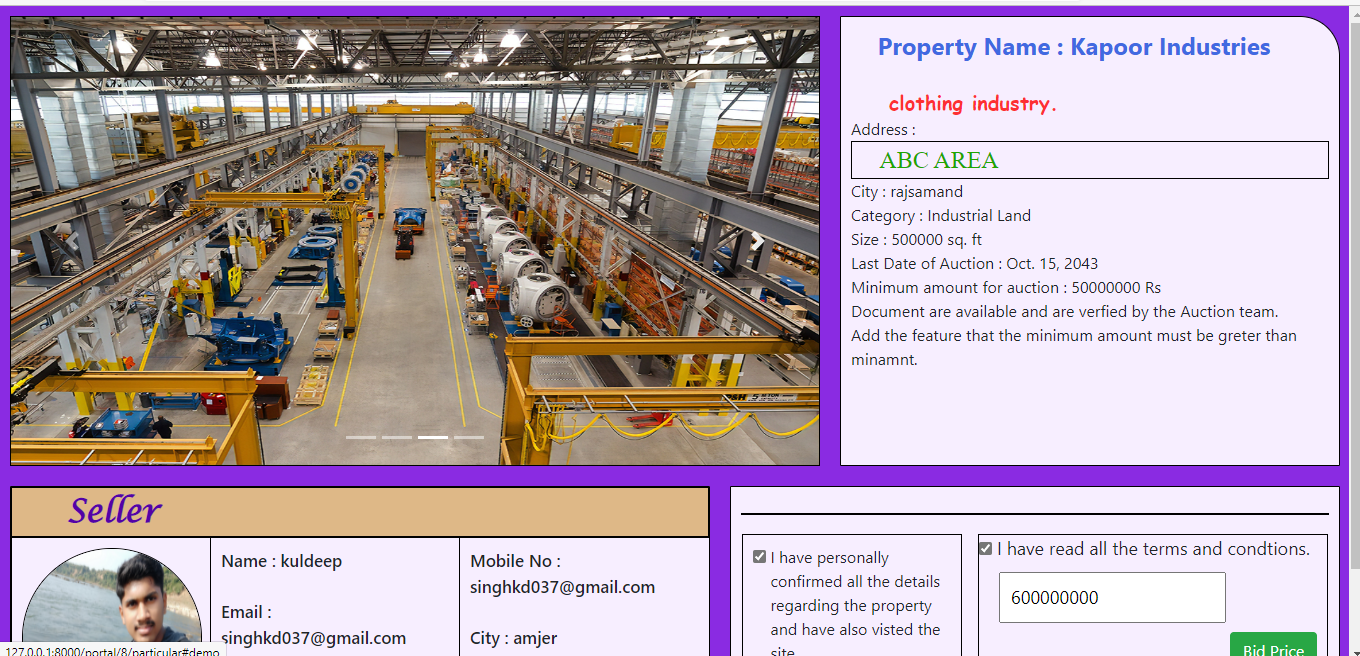 Property Name : Kapoor Industries
clothing industry.
Address :
ABC AREA
City : rajsamand
Category : Industrial Land
Size : 500000 sq. ft
Last Date of Auction : Oct. 15, 2043
Minimum amount for auction : 50000000 Rs
Document are available and are verfied by the Auction team.
Add the feature that the minimum amount must be greter than
minamnt.
Seller
Name : kuldeep
Email :
singhkd037@gmail.com
Mobile No :
singhkd037@gmail.com
City : amjer
I have personally
confirmed all the details
regarding the property
and have also visted the
site
I have read all the terms and condtions.
600000000
Bid Price
127.0.0.1:8000/portal/8/particular#demo